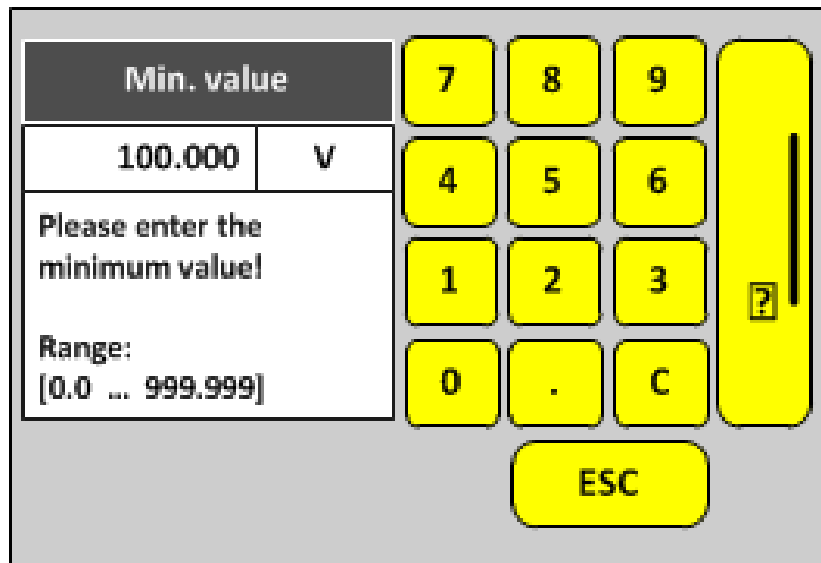 Min. value
100.000 V
Please enter the
minimum value!
Range:
[0.0 ... 999.999]
7 8 9
4 5 6
1 2 3
0 . C
?
ESC